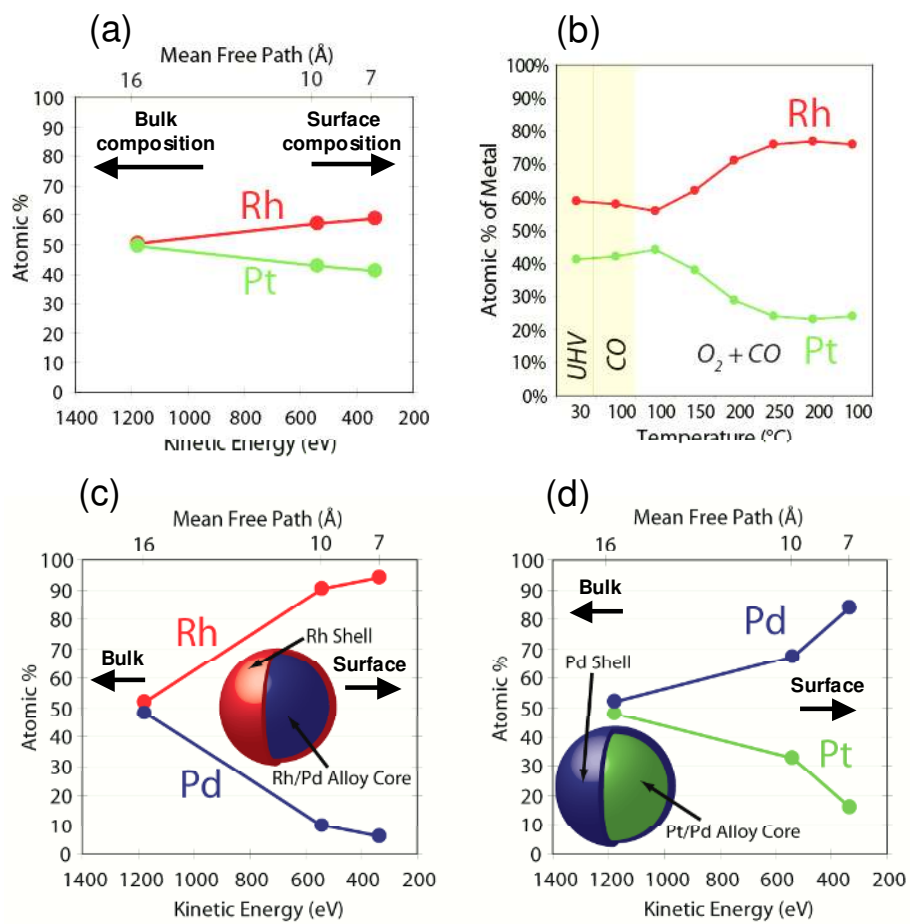 (a)
Mean Free Path (Å)
16 10 7
100
90
80
70
60
50
40
30
20
10
0
Atomic %
Bulk
composition
Surface
composition
Rh
Pt
1400 1200 1000 800 600 400 200
Kinetic Energy (eV)
(b)
100%
90%
80%
70%
60%
50%
40%
30%
20%
10%
0%
Atomic % of Metal
Rh
Pt
UHV
CO
O2 + CO
30 100 100 150 200 250 200 100
Temperature (°C)
(c)
Mean Free Path (Å)
16 10 7
100
90
80
70
60
50
40
30
20
10
0
Atomic %
Rh
Rh Shell
Bulk
Surface
Pd
Rh/Pd Alloy Core
1400 1200 1000 800 600 400 200
Kinetic Energy (eV)
(d)
Mean Free Path (Å)
16 10 7
100
90
80
70
60
50
40
30
20
10
0
Atomic %
Bulk
Pd
Pd Shell
Surface
Pt
Pt/Pd Alloy Core
1400 1200 1000 800 600 400 200
Kinetic Energy (eV)